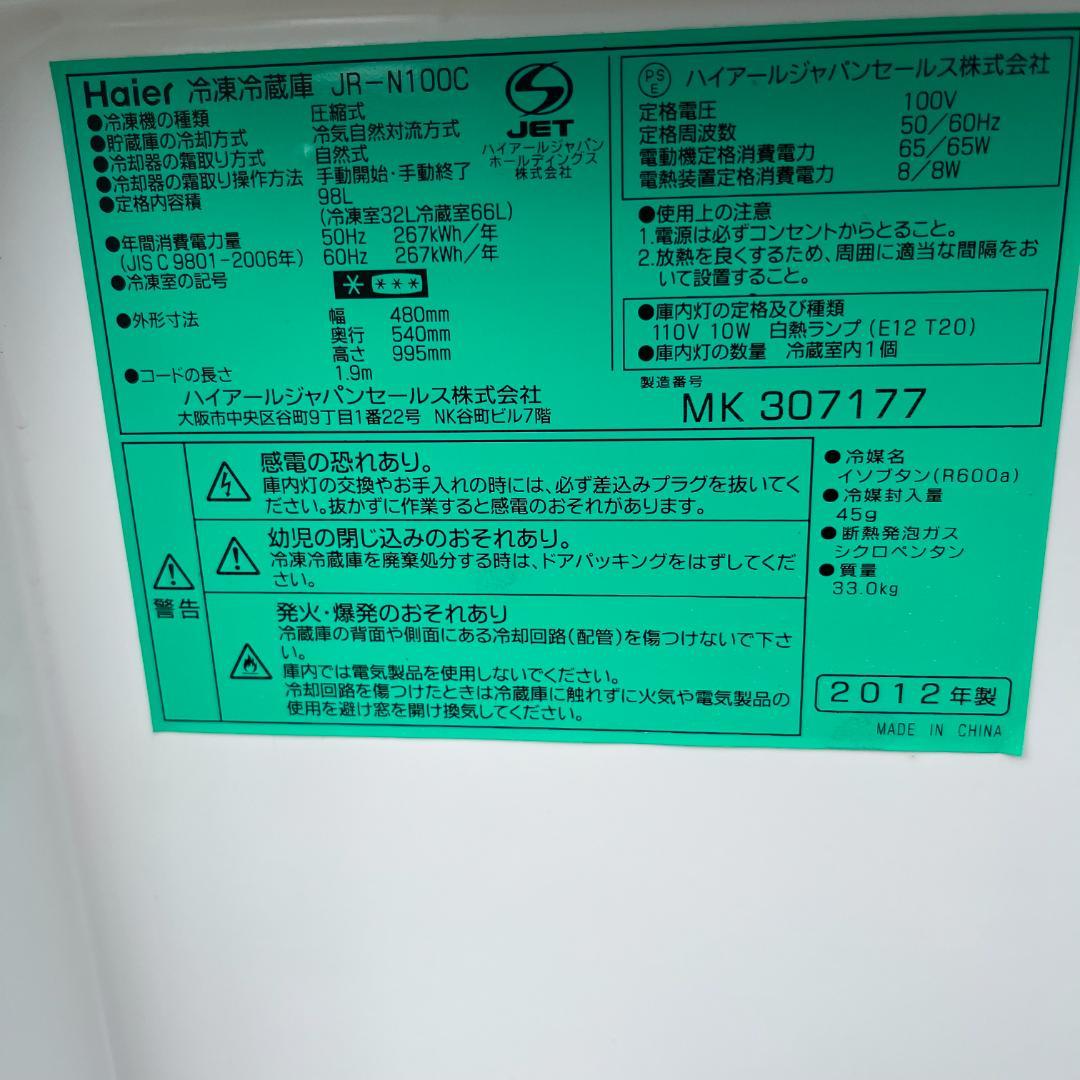 Haier 冷凍冷蔵庫 JR-N100C
●冷凍機の種類 圧縮式
●貯蔵庫の冷却方式 冷気自然対流方式
●冷却器の霜取り方式 自然式
●冷却器の霜取り操作方法 手動開始・手動終了
●定格内容積 98L
(冷凍室32L冷蔵室66L)
●年間消費電力量 50Hz 267kWh/年
(JIS C 9801-2006年) 60Hz 267kWh/年
●冷凍室の記号
●外形寸法 幅 480mm
奥行 540mm
高さ 995mm
●コードの長さ 1.9m
ハイアールジャパンセールス株式会社
大阪市中央区谷町9丁目1番22号 NK谷町ビル7階
JET
ハイアールジャパン
ホールディングス
株式会社
PSE ハイアールジャパンセールス株式会社
定格電圧 100V
定格周波数 50/60Hz
電動機定格消費電力 65/65W
電熱装置定格消費電力 8/8W
●使用上の注意
1.電源は必ずコンセントからとること。
2.放熱を良くするため、周囲に適当な間隔をお
いて設置すること。
●庫内灯の定格及び種類
110V 10W 白熱ランプ(E12 T20)
●庫内灯の数量 冷蔵室内1個
製造番号
MK 307177
警告
感電の恐れあり。
庫内灯の交換やお手入れの時には、必ず差込みプラグを抜いてく
ださい。抜かずに作業すると感電のおそれがあります。
幼児の閉じ込みのおそれあり。
冷凍冷蔵庫を廃棄処分する時は、ドアパッキングをはずしてくだ
さい。
発火・爆発のおそれあり
冷蔵庫の背面や側面にある冷却回路(配管)を傷つけないで下さ
い。
庫内では電気製品を使用しないでください。
冷却回路を傷つけたときは冷蔵庫に触れずに火気や電気製品の
使用を避け窓を開け換気してください。
●冷媒名
イソブタン(R600a)
●冷媒封入量
45g
●断熱発泡ガス
シクロペンタン
●質量
33.0kg
2012年製
MADE IN CHINA